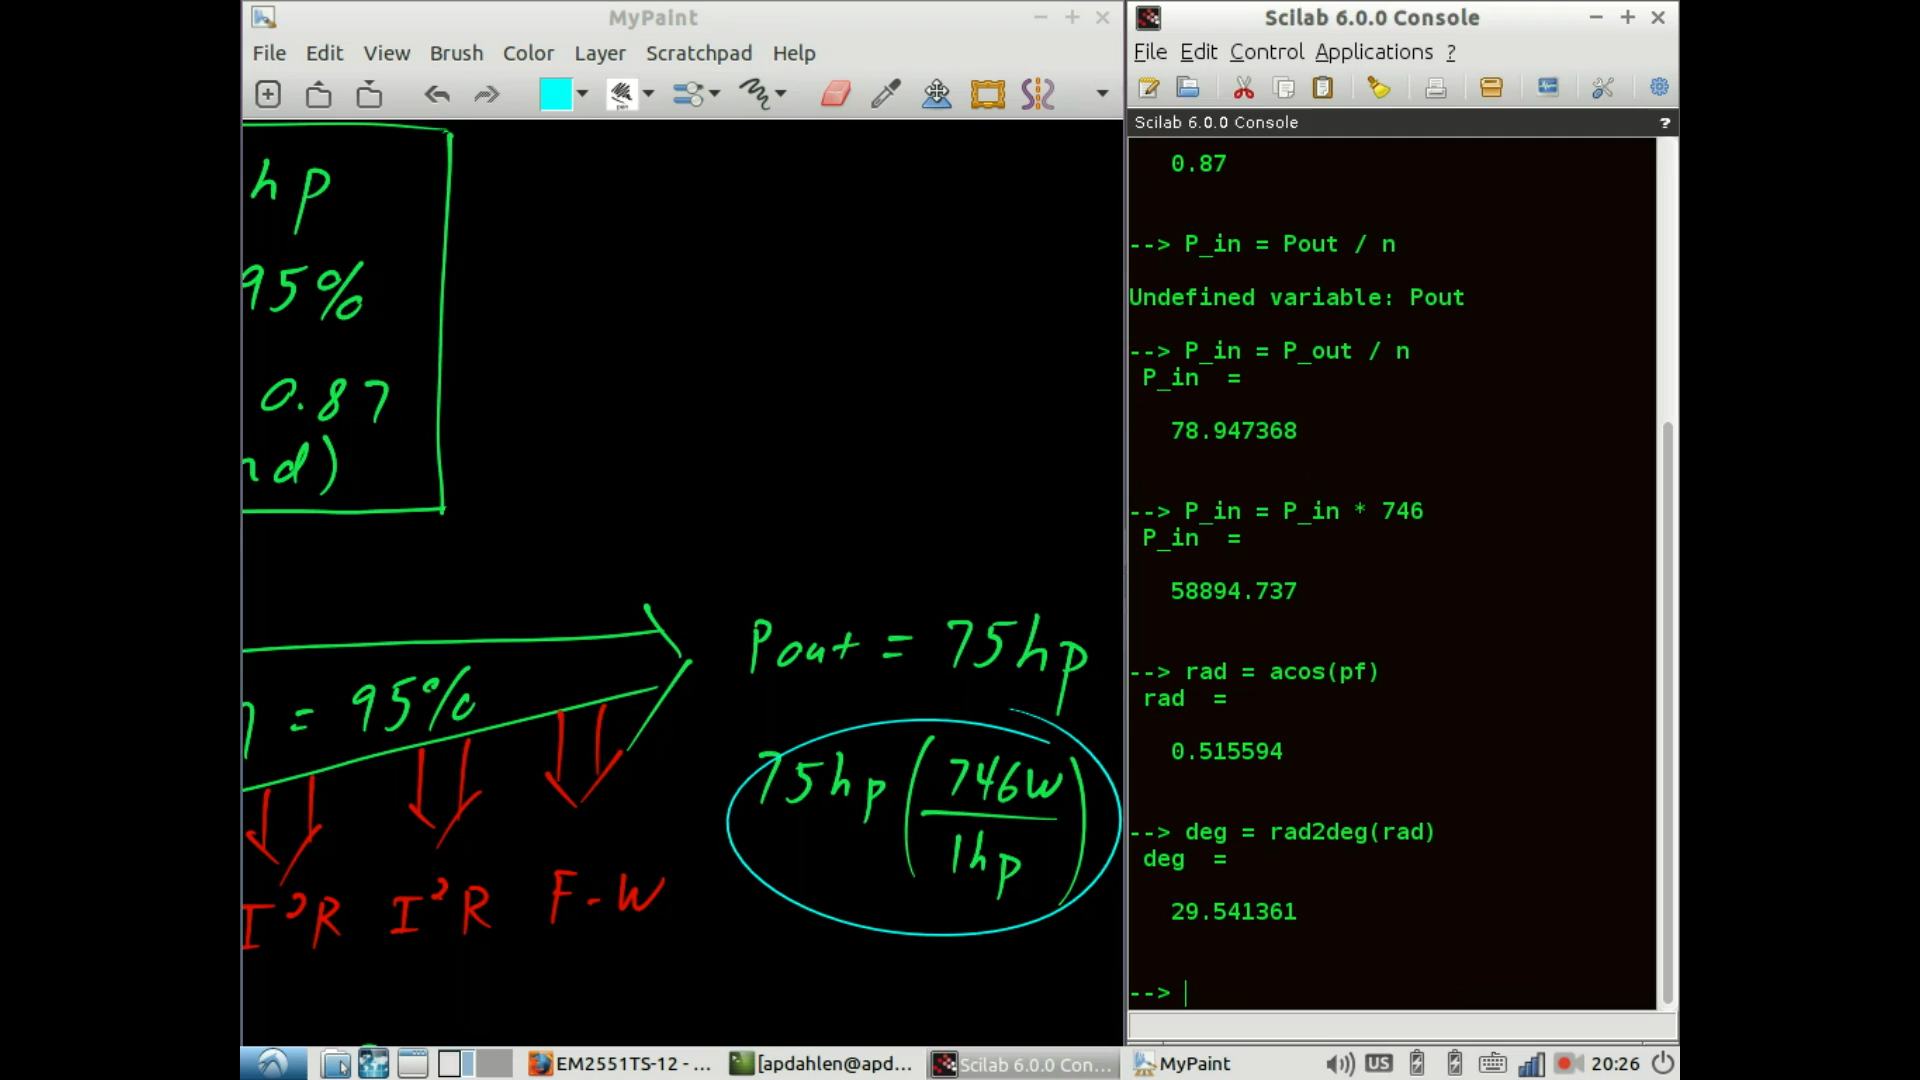 MyPaint
File Edit View Brush Color Layer Scratchpad Help
hp
95%
0.87
nd)
η = 95%
Pout = 75hp
75hp (746W
1hp)
I²R I²R F-W
Scilab 6.0.0 Console
File Edit Control Applications ?
Scilab 6.0.0 Console ?
0.87
--> P_in = Pout / n
Undefined variable: Pout
--> P_in = P_out / n
P_in =
78.947368
--> P_in = P_in * 746
P_in =
58894.737
--> rad = acos(pf)
rad =
0.515594
--> deg = rad2deg(rad)
deg =
29.541361
-->
EM2551TS-12 - ... [apdahlen@apd... Scilab 6.0.0 Con... MyPaint US 20:26